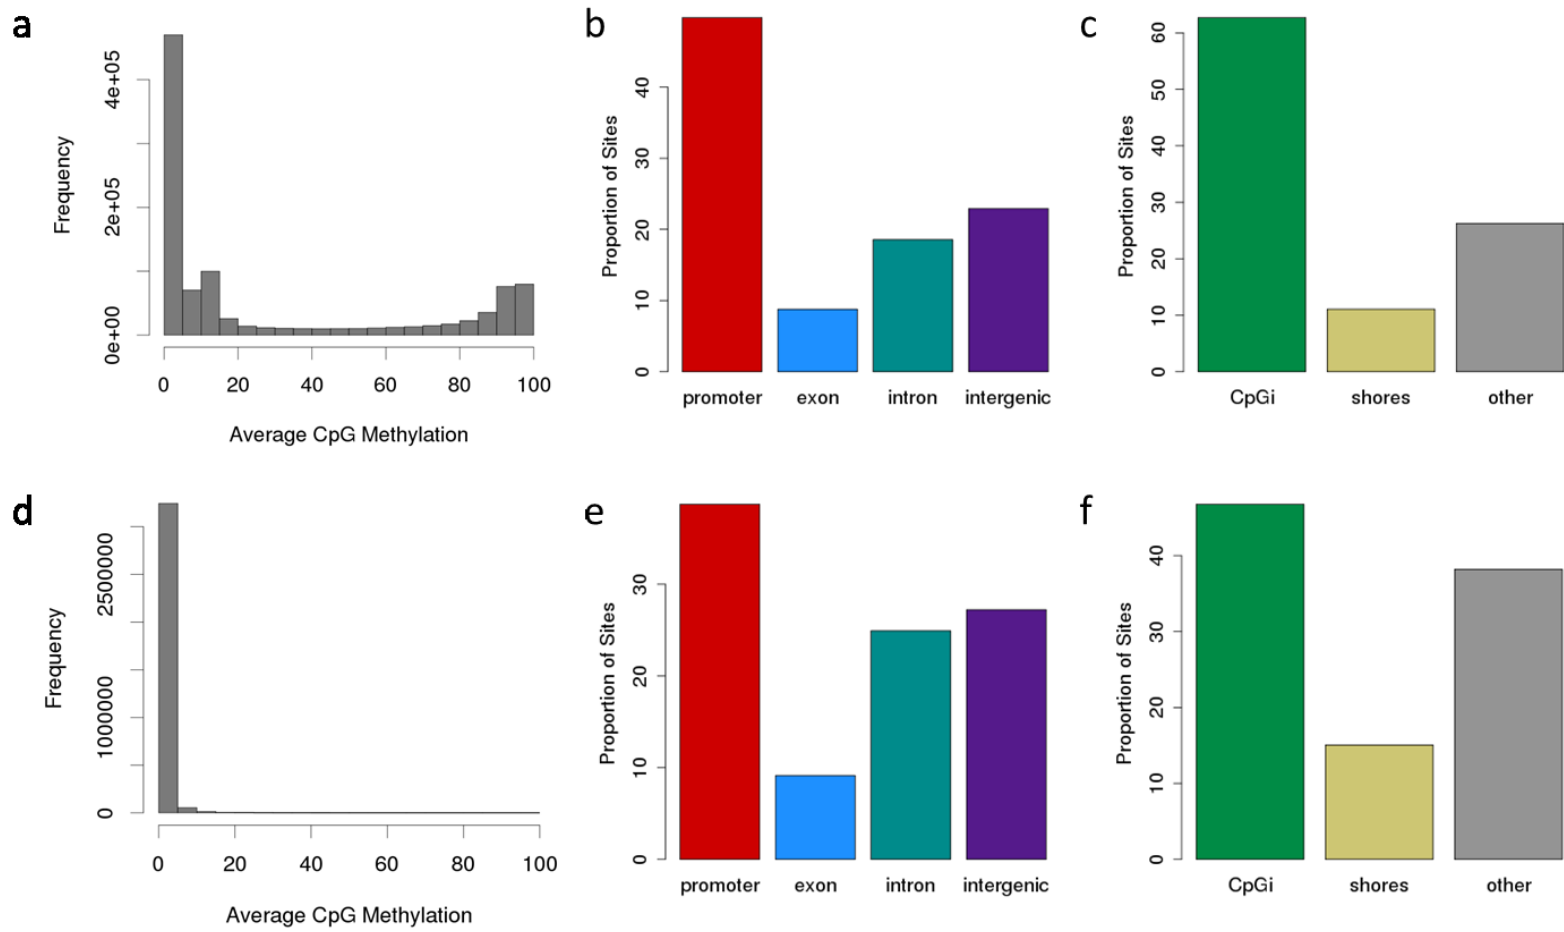 a
Frequency
0e+00 2e+05 4e+05
0 20 40 60 80 100
Average CpG Methylation
b
Proportion of Sites
0 10 20 30 40
promoter exon intron intergenic
c
Proportion of Sites
0 10 20 30 40 50 60
CpGi shores other
d
Frequency
0 1000000 2500000
0 20 40 60 80 100
Average CpG Methylation
e
Proportion of Sites
0 10 20 30
promoter exon intron intergenic
f
Proportion of Sites
0 10 20 30 40
CpGi shores other